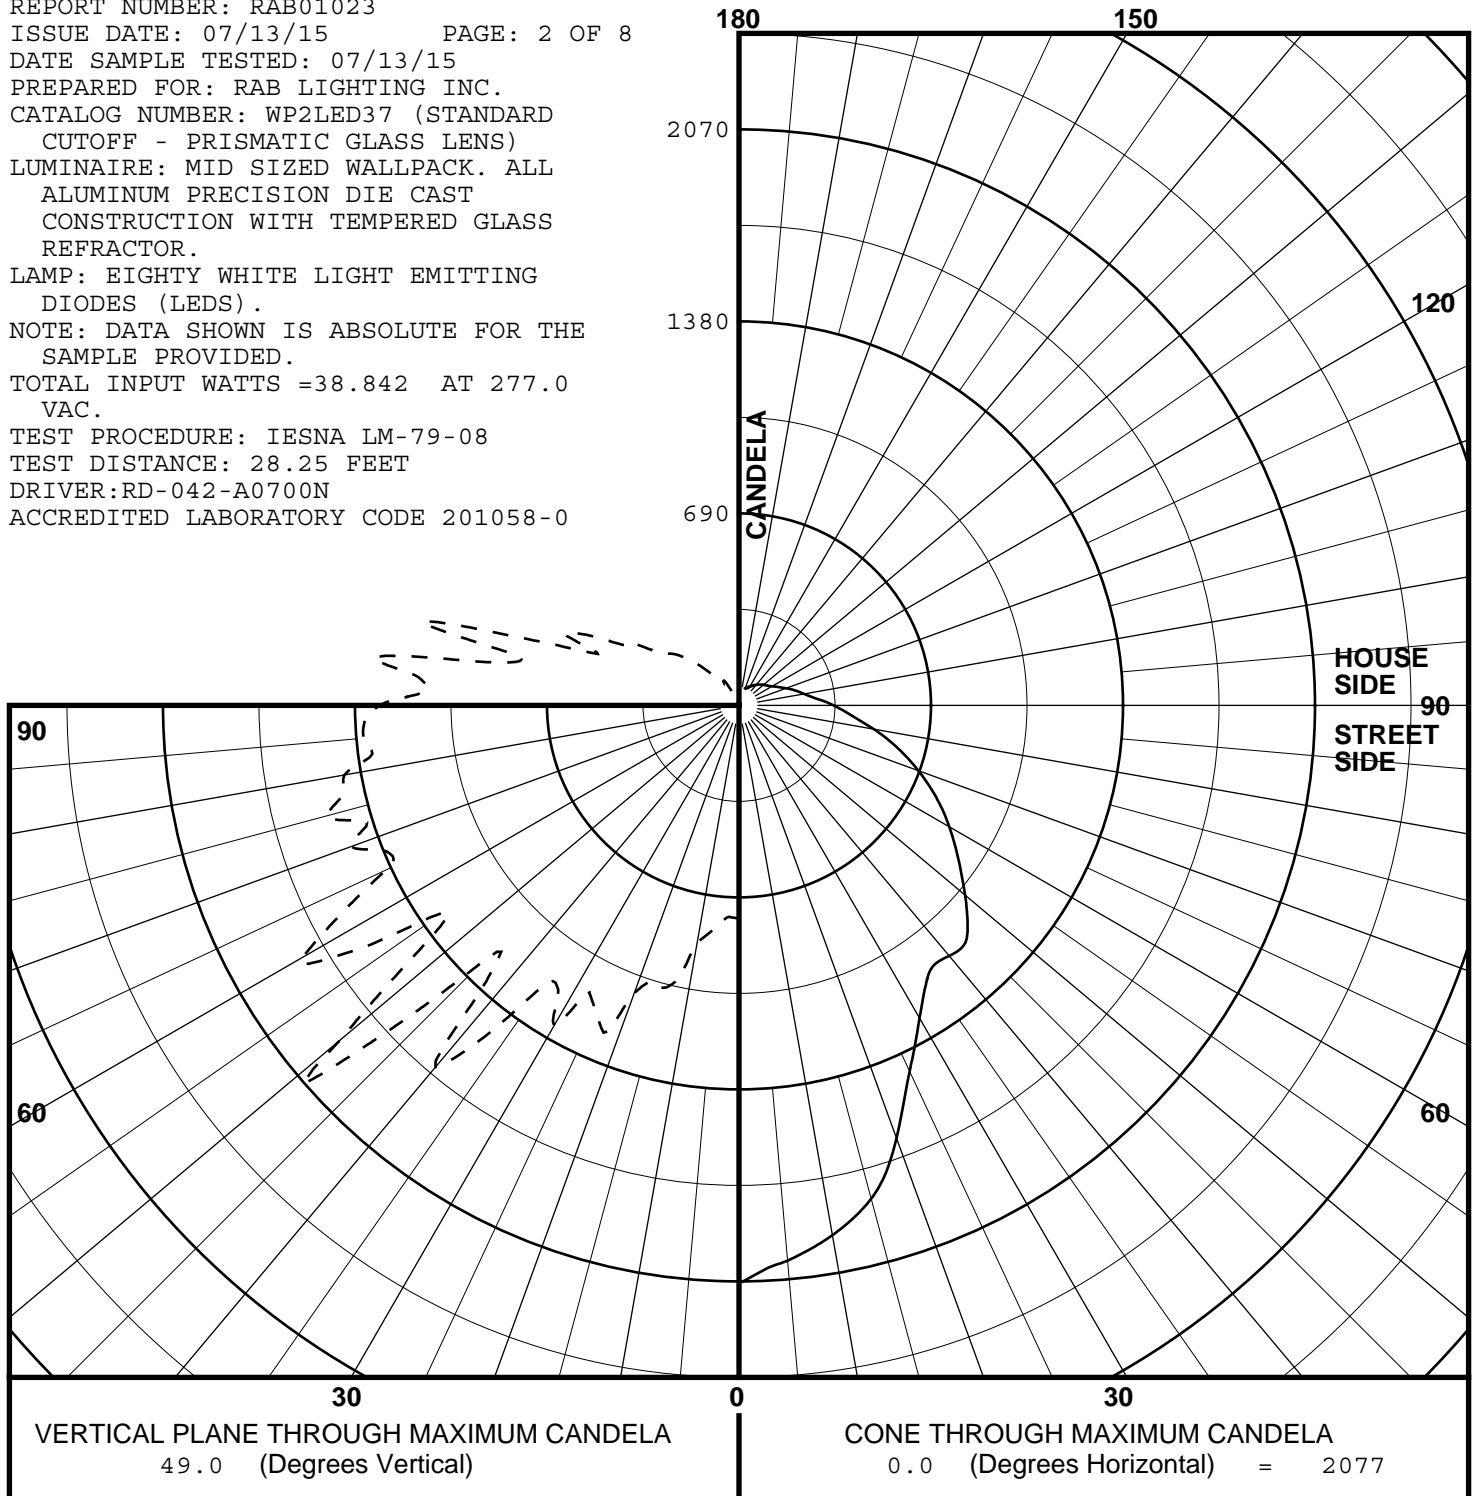 REPORT NUMBER: RAB01023
ISSUE DATE: 07/13/15 PAGE: 2 OF 8
DATE SAMPLE TESTED: 07/13/15
PREPARED FOR: RAB LIGHTING INC.
CATALOG NUMBER: WP2LED37 (STANDARD
CUTOFF - PRISMATIC GLASS LENS)
LUMINAIRE: MID SIZED WALLPACK. ALL
ALUMINUM PRECISION DIE CAST
CONSTRUCTION WITH TEMPERED GLASS
REFRACTOR.
LAMP: EIGHTY WHITE LIGHT EMITTING
DIODES (LEDS).
NOTE: DATA SHOWN IS ABSOLUTE FOR THE
SAMPLE PROVIDED.
TOTAL INPUT WATTS =38.842 AT 277.0
VAC.
TEST PROCEDURE: IESNA LM-79-08
TEST DISTANCE: 28.25 FEET
DRIVER:RD-042-A0700N
ACCREDITED LABORATORY CODE 201058-0
180
150
2070
1380
690
CANDELA
120
HOUSE
SIDE
90
STREET
SIDE
90
60
60
30
0
30
VERTICAL PLANE THROUGH MAXIMUM CANDELA
49.0 (Degrees Vertical)
CONE THROUGH MAXIMUM CANDELA
0.0 (Degrees Horizontal) = 2077